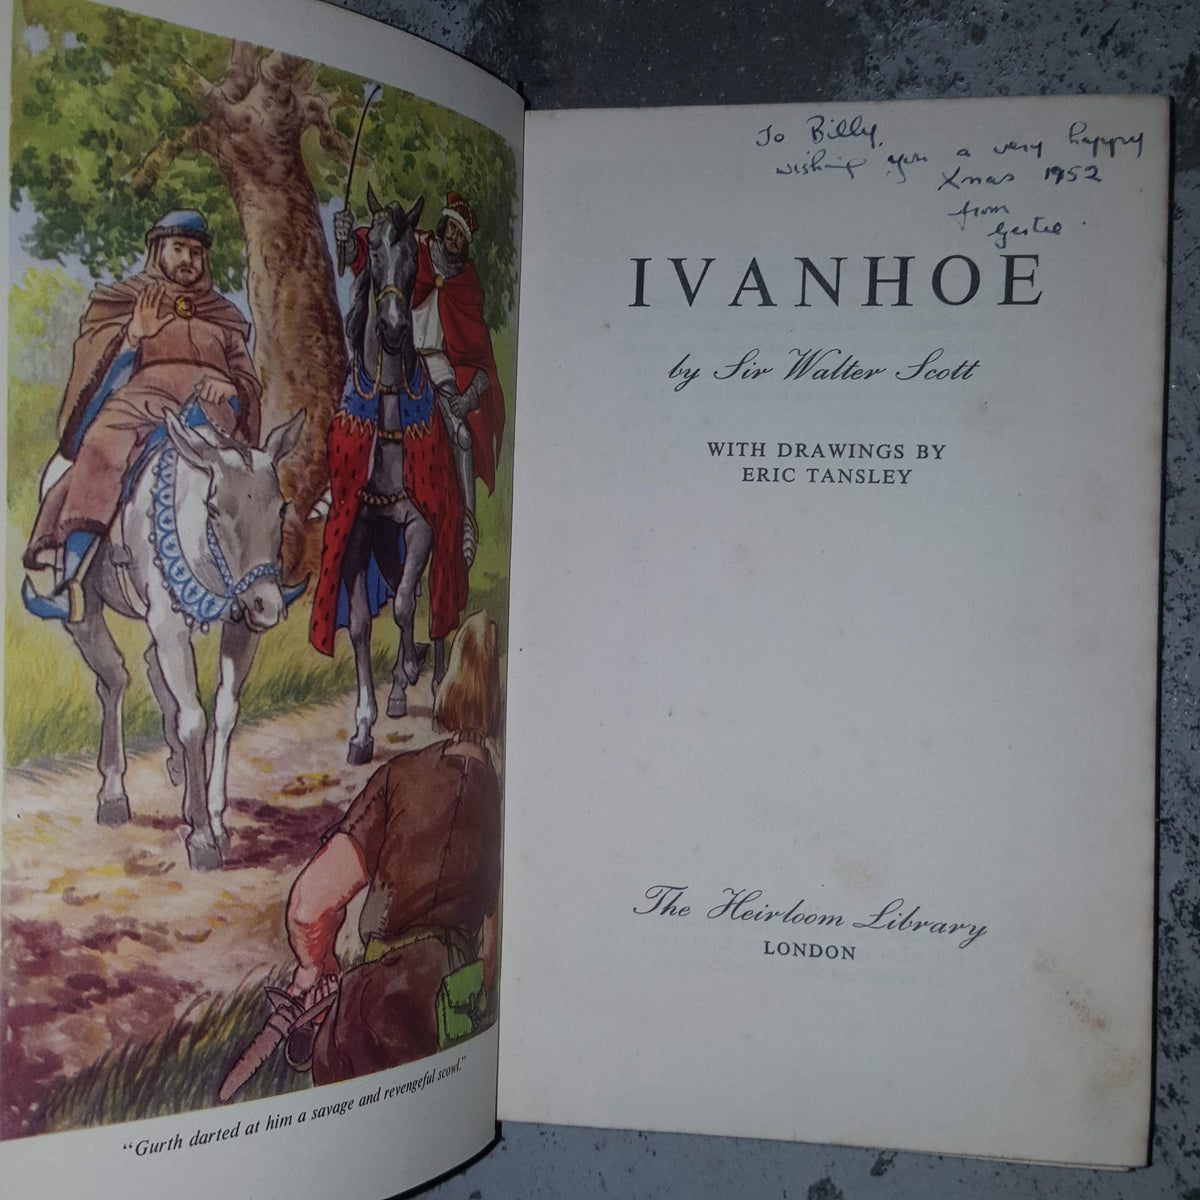 To Billy,
wishing you a very happy
Xmas 1952
from
IVANHOE
by Sir Walter Scott
WITH DRAWINGS BY
ERIC TANSLEY
The Heirloom Library
LONDON
"Gurth darted at him a savage and revengeful scowl."